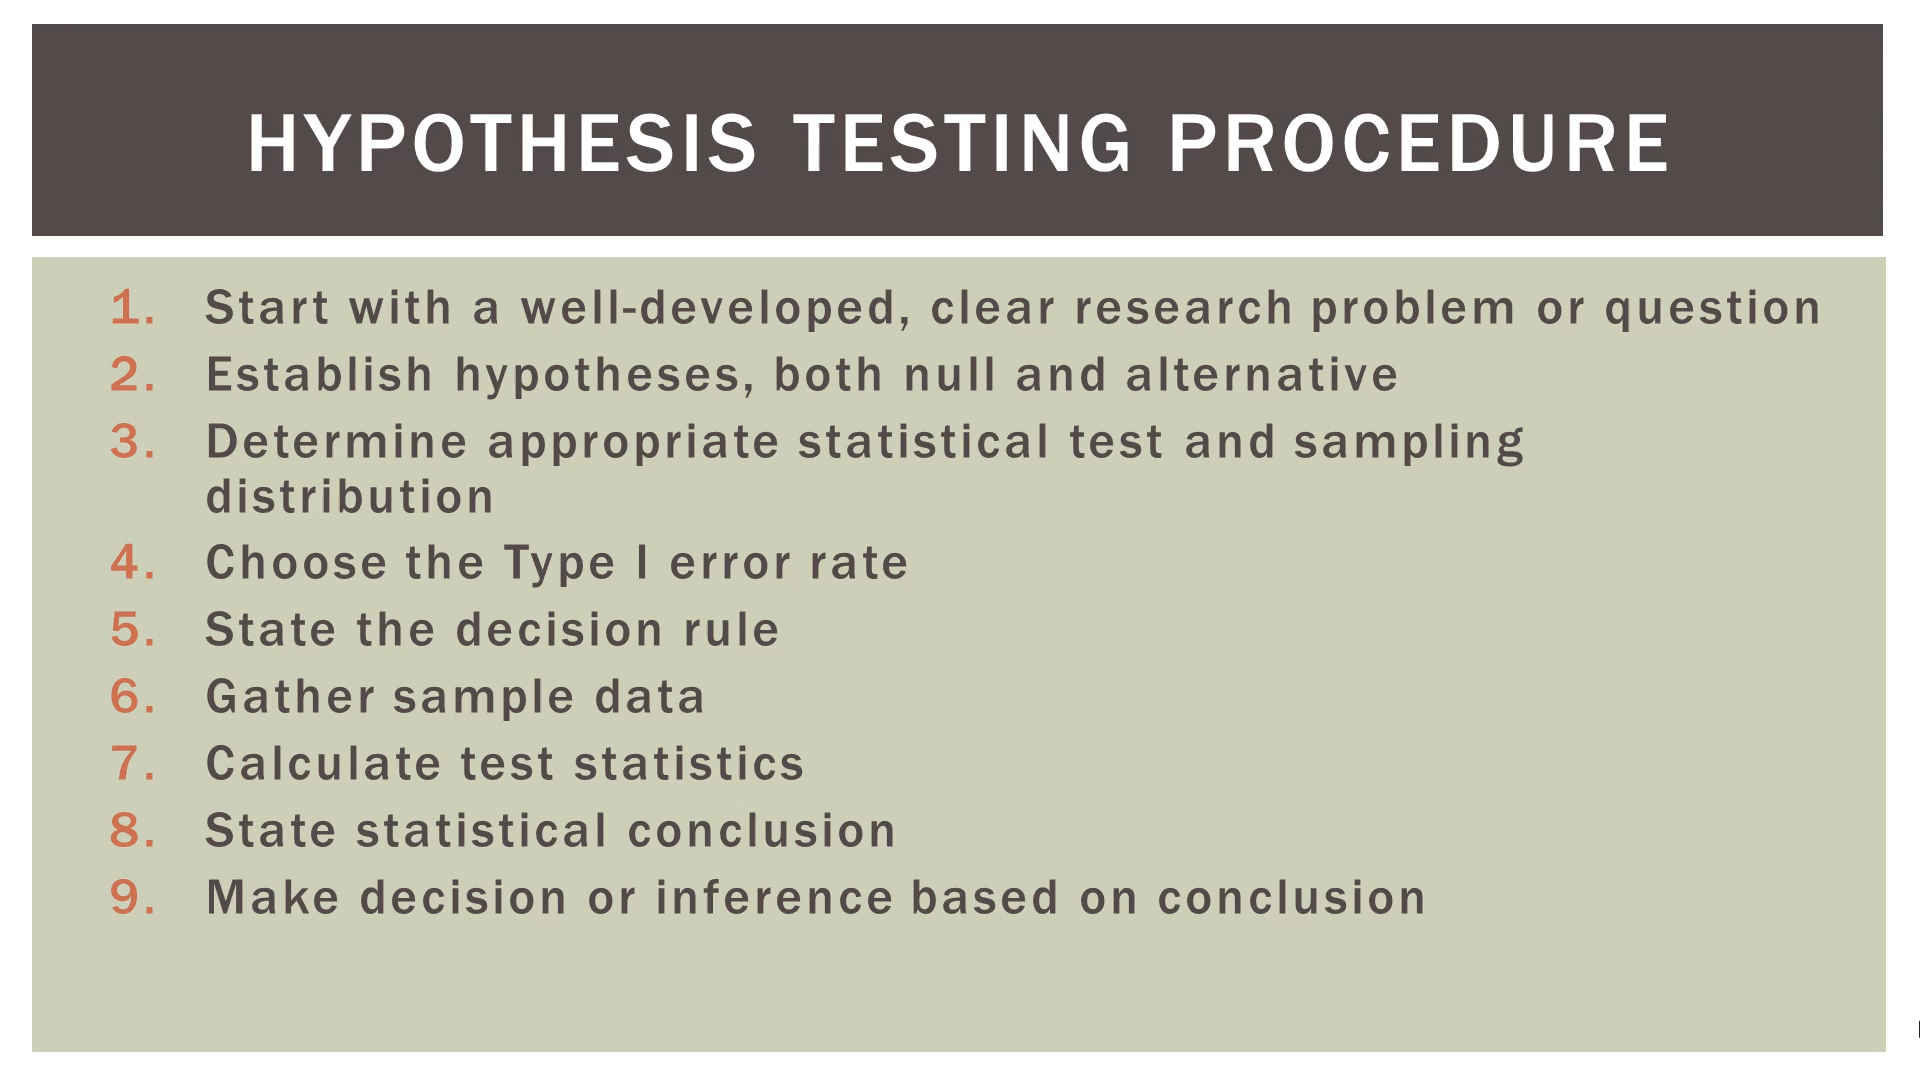 HYPOTHESIS TESTING PROCEDURE
1. Start with a well-developed, clear research problem or question
2. Establish hypotheses, both null and alternative
3. Determine appropriate statistical test and sampling
distribution
4. Choose the Type I error rate
5. State the decision rule
6. Gather sample data
7. Calculate test statistics
8. State statistical conclusion
9. Make decision or inference based on conclusion